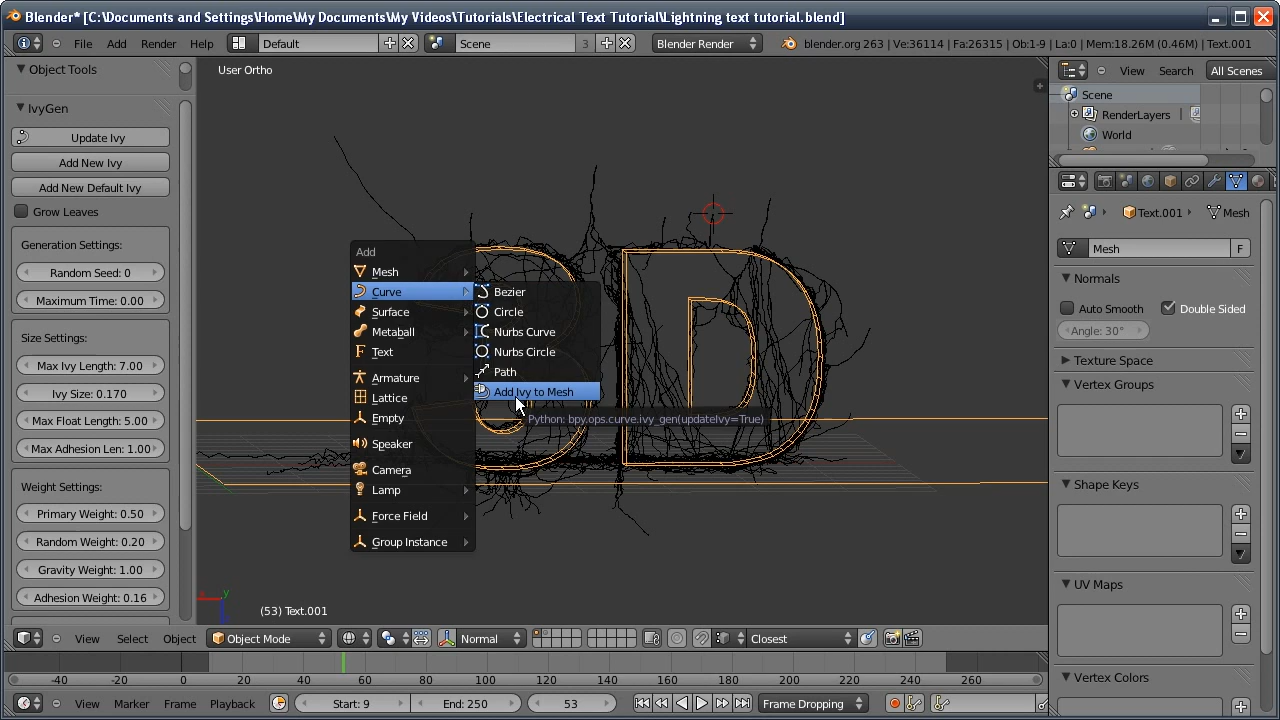 Blender* [C:\Documents and Settings\Home\My Documents\My Videos\Tutorials\Electrical Text Tutorial\Lightning text tutorial.blend]
File Add Render Help Default Scene 3 Blender Render blender.org 263 | Ve:36114 | Fa:26315 | Ob:1-9 | La:0 | Mem:18.26M (0.46M) | Text.001
Object Tools
IvyGen
Update Ivy
Add New Ivy
Add New Default Ivy
Grow Leaves
Generation Settings:
Random Seed: 0
Maximum Time: 0.00
Size Settings:
Max Ivy Length: 7.00
Ivy Size: 0.170
Max Float Length: 5.00
Max Adhesion Len: 1.00
Weight Settings:
Primary Weight: 0.50
Random Weight: 0.20
Gravity Weight: 1.00
Adhesion Weight: 0.16
User Ortho
Add
Mesh
Curve
Surface
Metaball
Text
Armature
Lattice
Empty
Speaker
Camera
Lamp
Force Field
Group Instance
Bezier
Circle
Nurbs Curve
Nurbs Circle
Path
Add Ivy to Mesh
Python: bpy.ops.curve.ivy_gen(updateIvy=True)
D
x y
(53) Text.001
View Search All Scenes
Scene
RenderLayers
World
Text.001 Mesh
Mesh F
Normals
Auto Smooth Double Sided
Angle: 30°
Texture Space
Vertex Groups
Shape Keys
UV Maps
Vertex Colors
View Select Object Object Mode Normal Closest
-40 -20 0 20 40 60 80 100 120 140 160 180 200 220 240 260
View Marker Frame Playback Start: 9 End: 250 53 Frame Dropping